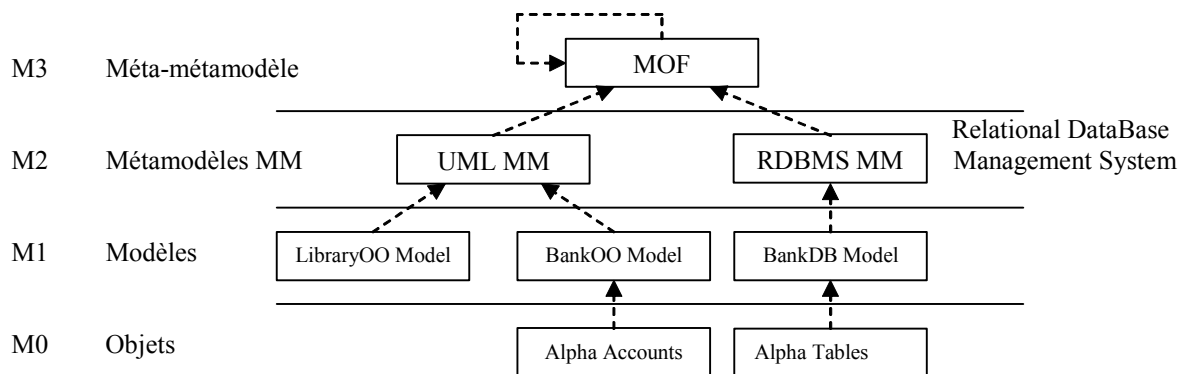 M3 Méta-métamodèle MOF
Relational DataBase
M2 Métamodèles MM UML MM RDBMS MM Management System
M1 Modèles LibraryOO Model BankOO Model BankDB Model
M0 Objets Alpha Accounts Alpha Tables